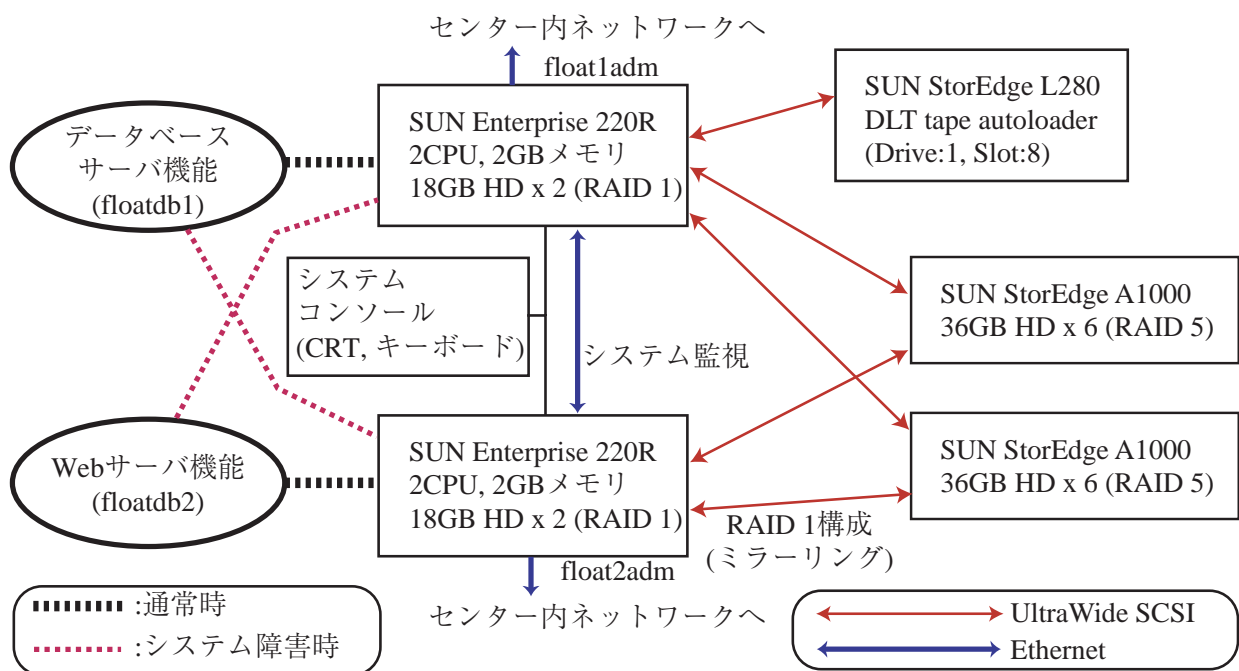 センター内ネットワークへ
float1adm
データベース
サーバ機能
(floatdb1)
SUN Enterprise 220R
2CPU, 2GBメモリ
18GB HD x 2 (RAID 1)
SUN StorEdge L280
DLT tape autoloader
(Drive:1, Slot:8)
システム
コンソール
(CRT, キーボード)
システム監視
SUN StorEdge A1000
36GB HD x 6 (RAID 5)
Webサーバ機能
(floatdb2)
SUN Enterprise 220R
2CPU, 2GBメモリ
18GB HD x 2 (RAID 1)
SUN StorEdge A1000
36GB HD x 6 (RAID 5)
RAID 1構成
(ミラーリング)
float2adm
センター内ネットワークへ
:通常時
:システム障害時
UltraWide SCSI
Ethernet